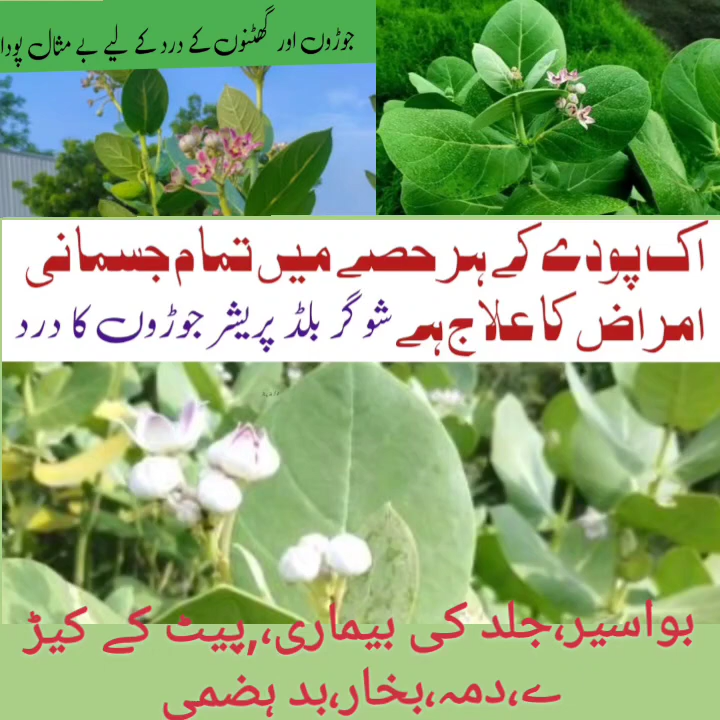 جوڑوں اور گھٹنوں کے درد کے لیے بے مثال پودا
اک پودے کے ہر حصے میں تمام جسمانی
امراض کا علاج ہے شوگر بلڈ پریشر جوڑوں کا درد
بواسیر،جلد کی بیماری،,پیٹ کے کیڑ
ے،دمہ،بخار،بد ہضمی